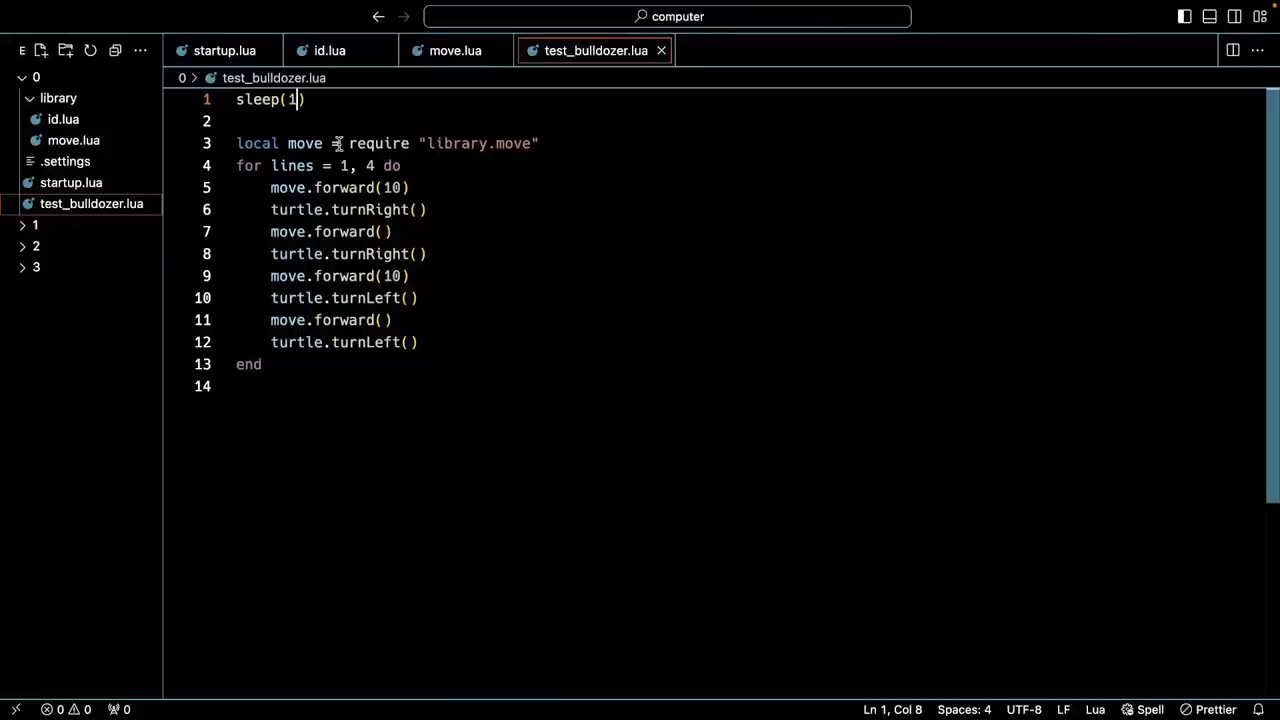 computer
E
startup.lua
id.lua
move.lua
test_bulldozer.lua
0
library
id.lua
move.lua
.settings
startup.lua
test_bulldozer.lua
1
2
3
0 > test_bulldozer.lua
1 sleep(1)
2
3 local move = require "library.move"
4 for lines = 1, 4 do
5 move.forward(10)
6 turtle.turnRight()
7 move.forward()
8 turtle.turnRight()
9 move.forward(10)
10 turtle.turnLeft()
11 move.forward()
12 turtle.turnLeft()
13 end
14
0 0 0 Ln 1, Col 8 Spaces: 4 UTF-8 LF Lua Spell Prettier